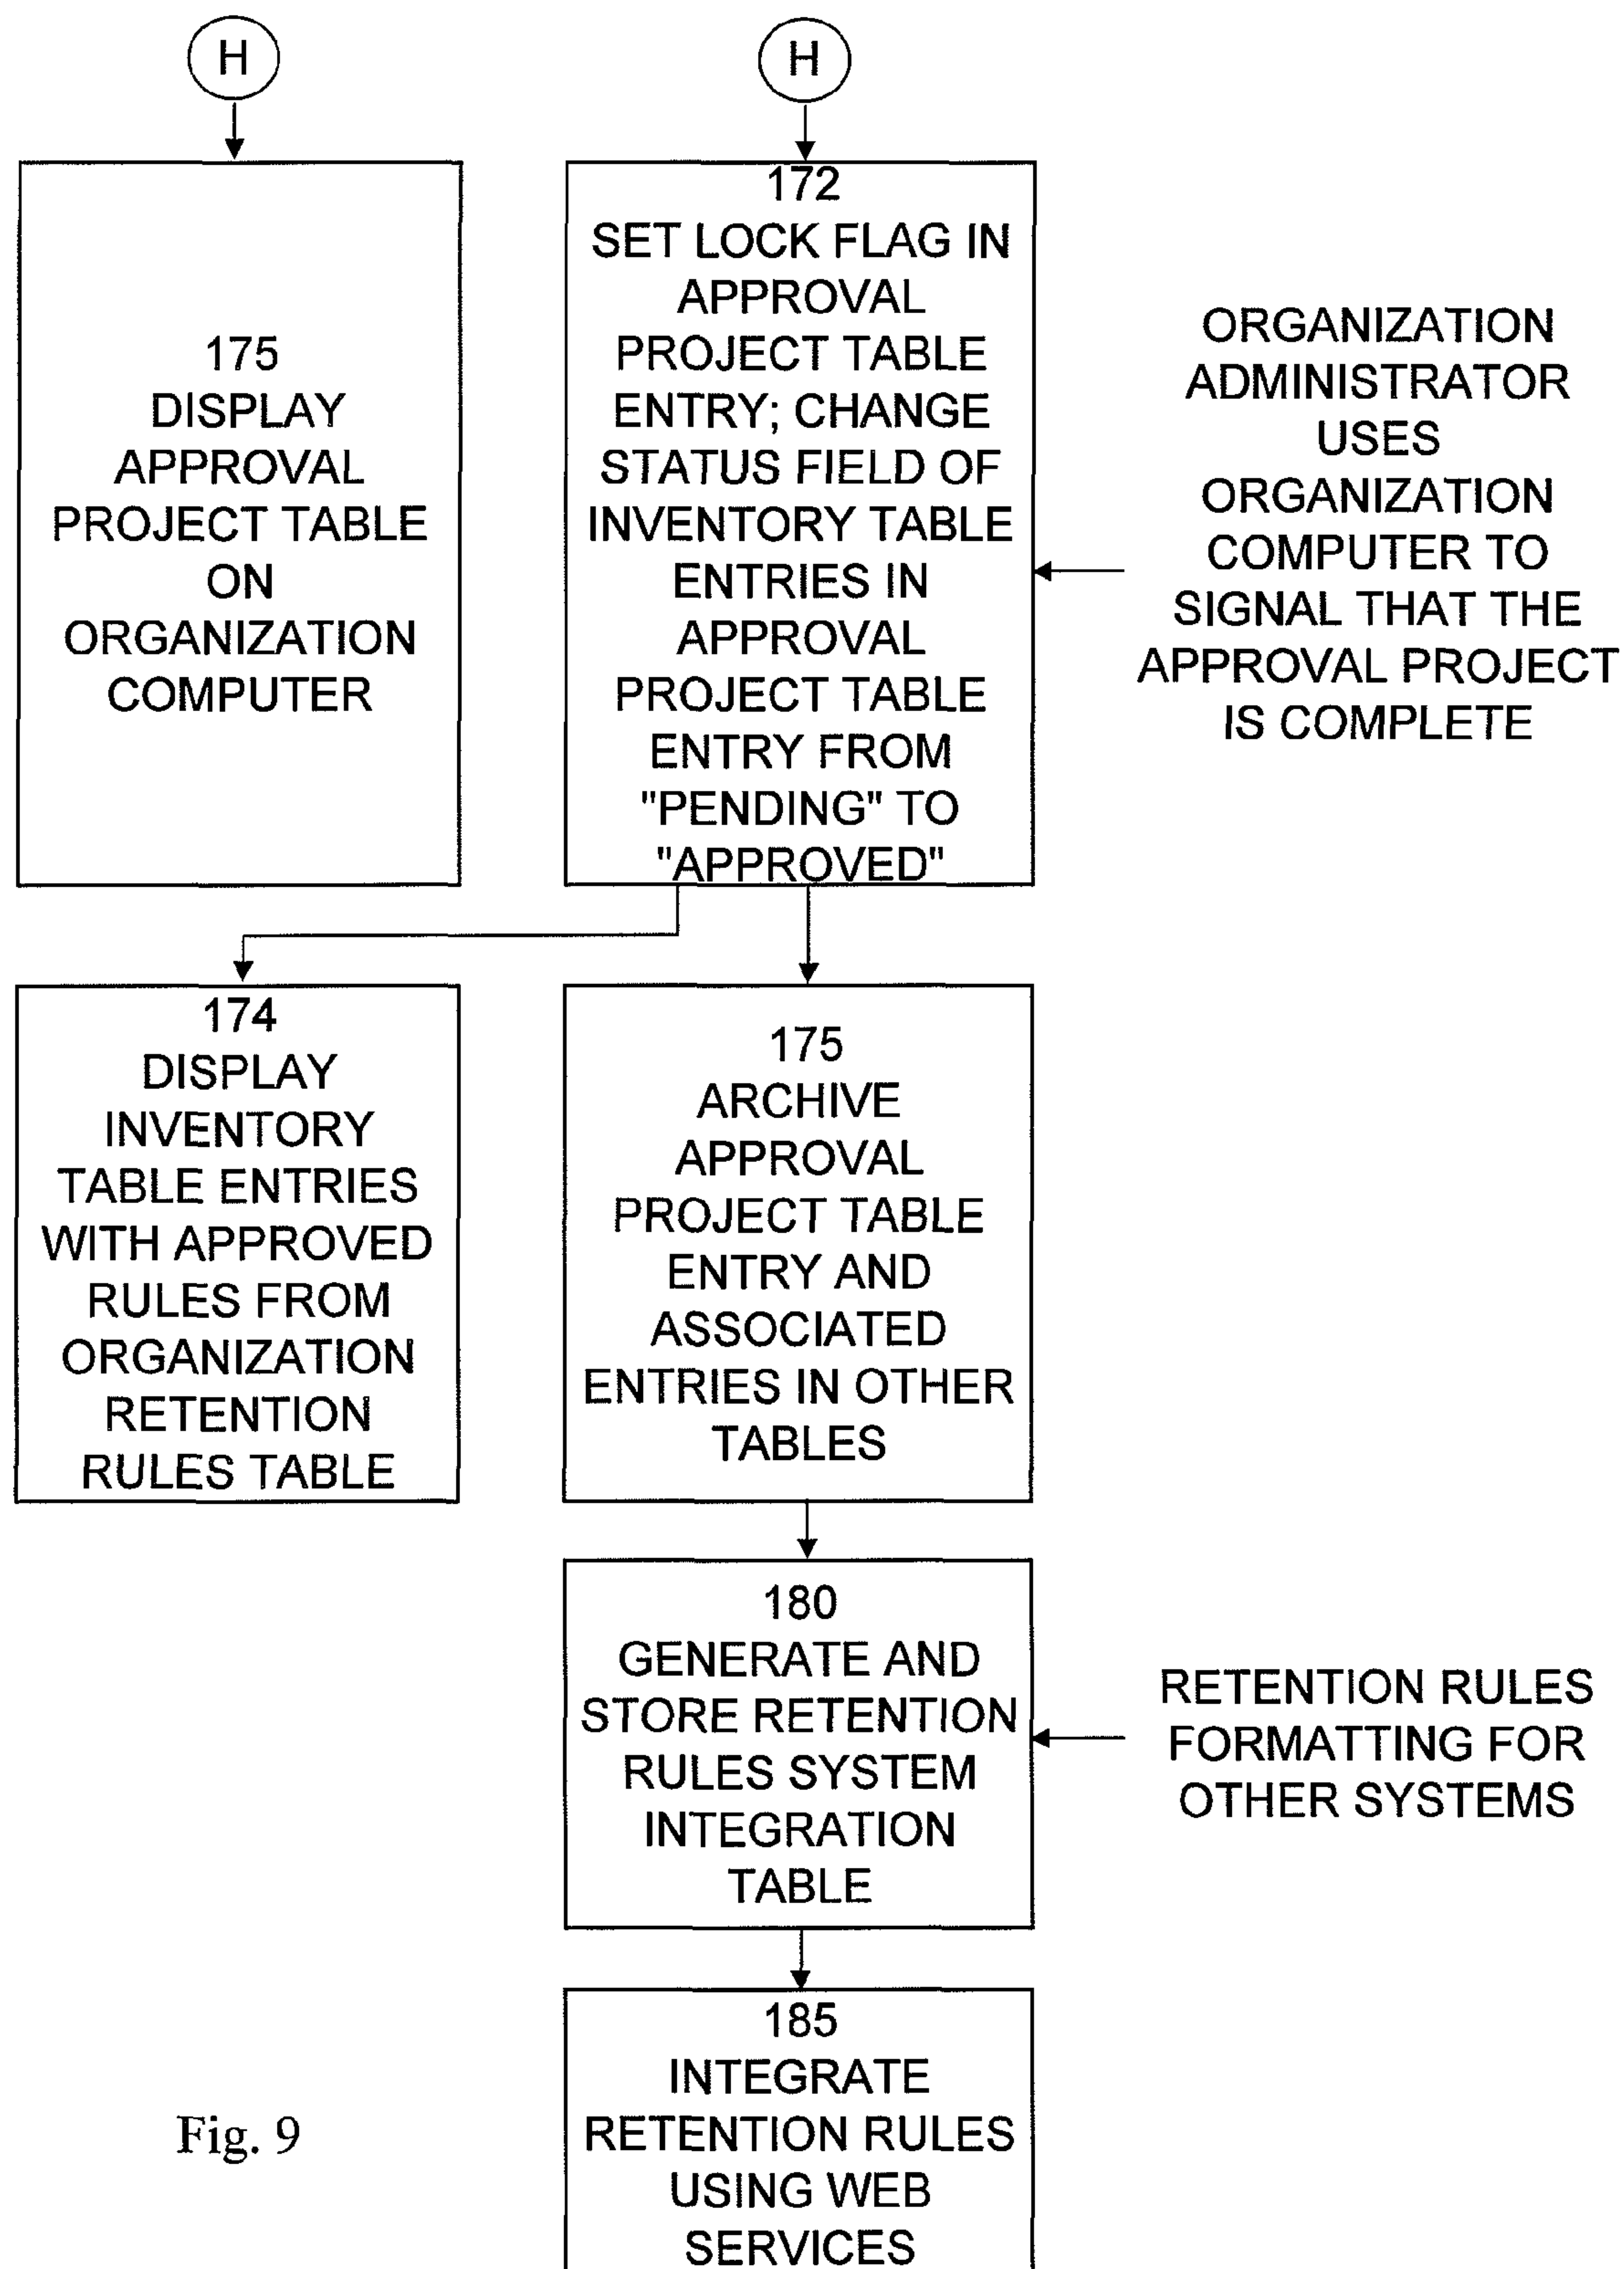 H
H
175
DISPLAY
APPROVAL
PROJECT TABLE
ON
ORGANIZATION
COMPUTER
172
SET LOCK FLAG IN
APPROVAL
PROJECT TABLE
ENTRY; CHANGE
STATUS FIELD OF
INVENTORY TABLE
ENTRIES IN
APPROVAL
PROJECT TABLE
ENTRY FROM
"PENDING" TO
"APPROVED"
ORGANIZATION
ADMINISTRATOR
USES
ORGANIZATION
COMPUTER TO
SIGNAL THAT THE
APPROVAL PROJECT
IS COMPLETE
174
DISPLAY
INVENTORY
TABLE ENTRIES
WITH APPROVED
RULES FROM
ORGANIZATION
RETENTION
RULES TABLE
175
ARCHIVE
APPROVAL
PROJECT TABLE
ENTRY AND
ASSOCIATED
ENTRIES IN OTHER
TABLES
180
GENERATE AND
STORE RETENTION
RULES SYSTEM
INTEGRATION
TABLE
RETENTION RULES
FORMATTING FOR
OTHER SYSTEMS
185
INTEGRATE
RETENTION RULES
USING WEB
SERVICES
Fig. 9